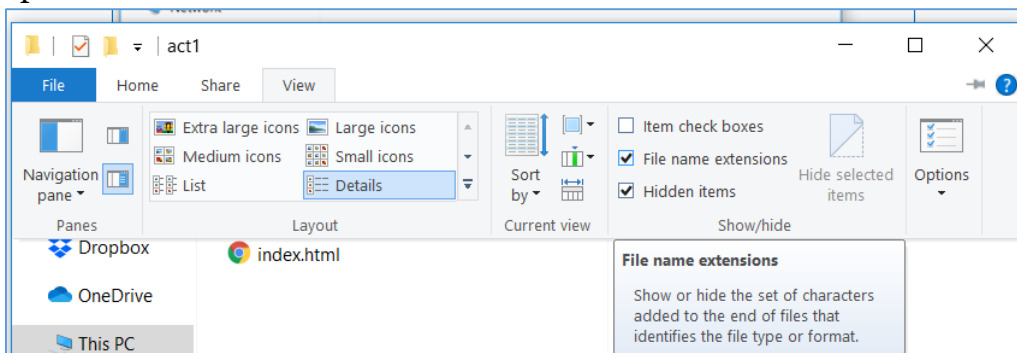 Network
act1
File Home Share View
Extra large icons Large icons
Medium icons Small icons
List Details
Navigation pane
Sort by
Item check boxes
File name extensions
Hidden items
Hide selected items
Options
Panes Layout Current view Show/hide
Dropbox
index.html
OneDrive
This PC
File name extensions
Show or hide the set of characters
added to the end of files that
identifies the file type or format.